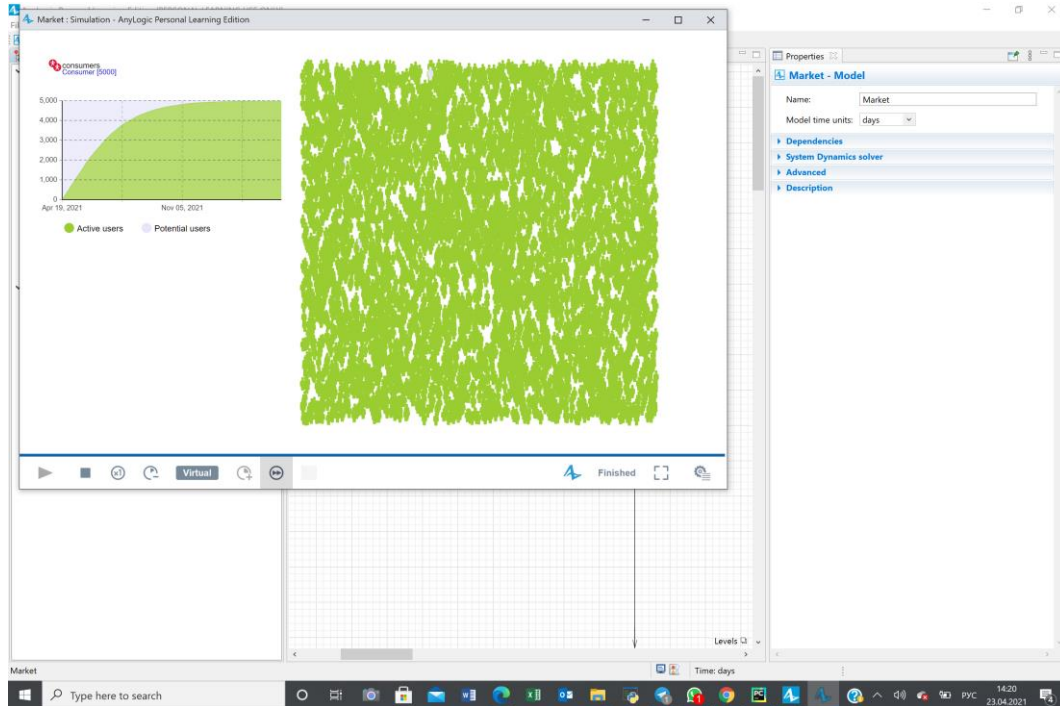 Market : Simulation - AnyLogic Personal Learning Edition
consumers
Consumer [5000]
5,000
4,000
3,000
2,000
1,000
0
Apr 19, 2021 Nov 05, 2021
Active users Potential users
x1 Virtual Finished
Properties
Market - Model
Name: Market
Model time units: days
Dependencies
System Dynamics solver
Advanced
Description
Levels
Market
Time: days
Type here to search
РУС
14:20
23.04.2021